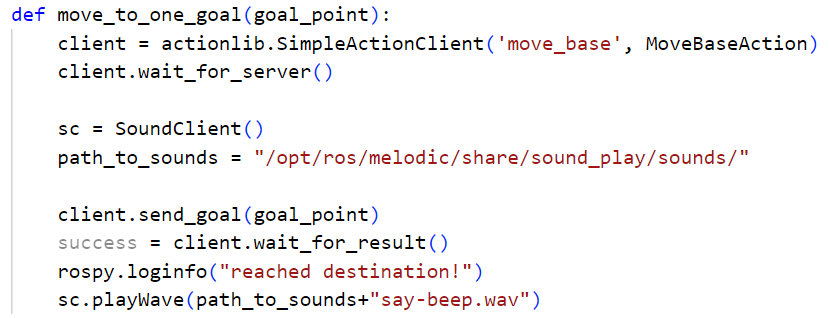 def move_to_one_goal(goal_point):
    client = actionlib.SimpleActionClient('move_base', MoveBaseAction)
    client.wait_for_server()

    sc = SoundClient()
    path_to_sounds = "/opt/ros/melodic/share/sound_play/sounds/"

    client.send_goal(goal_point)
    success = client.wait_for_result()
    rospy.loginfo("reached destination!")
    sc.playWave(path_to_sounds+"say-beep.wav")